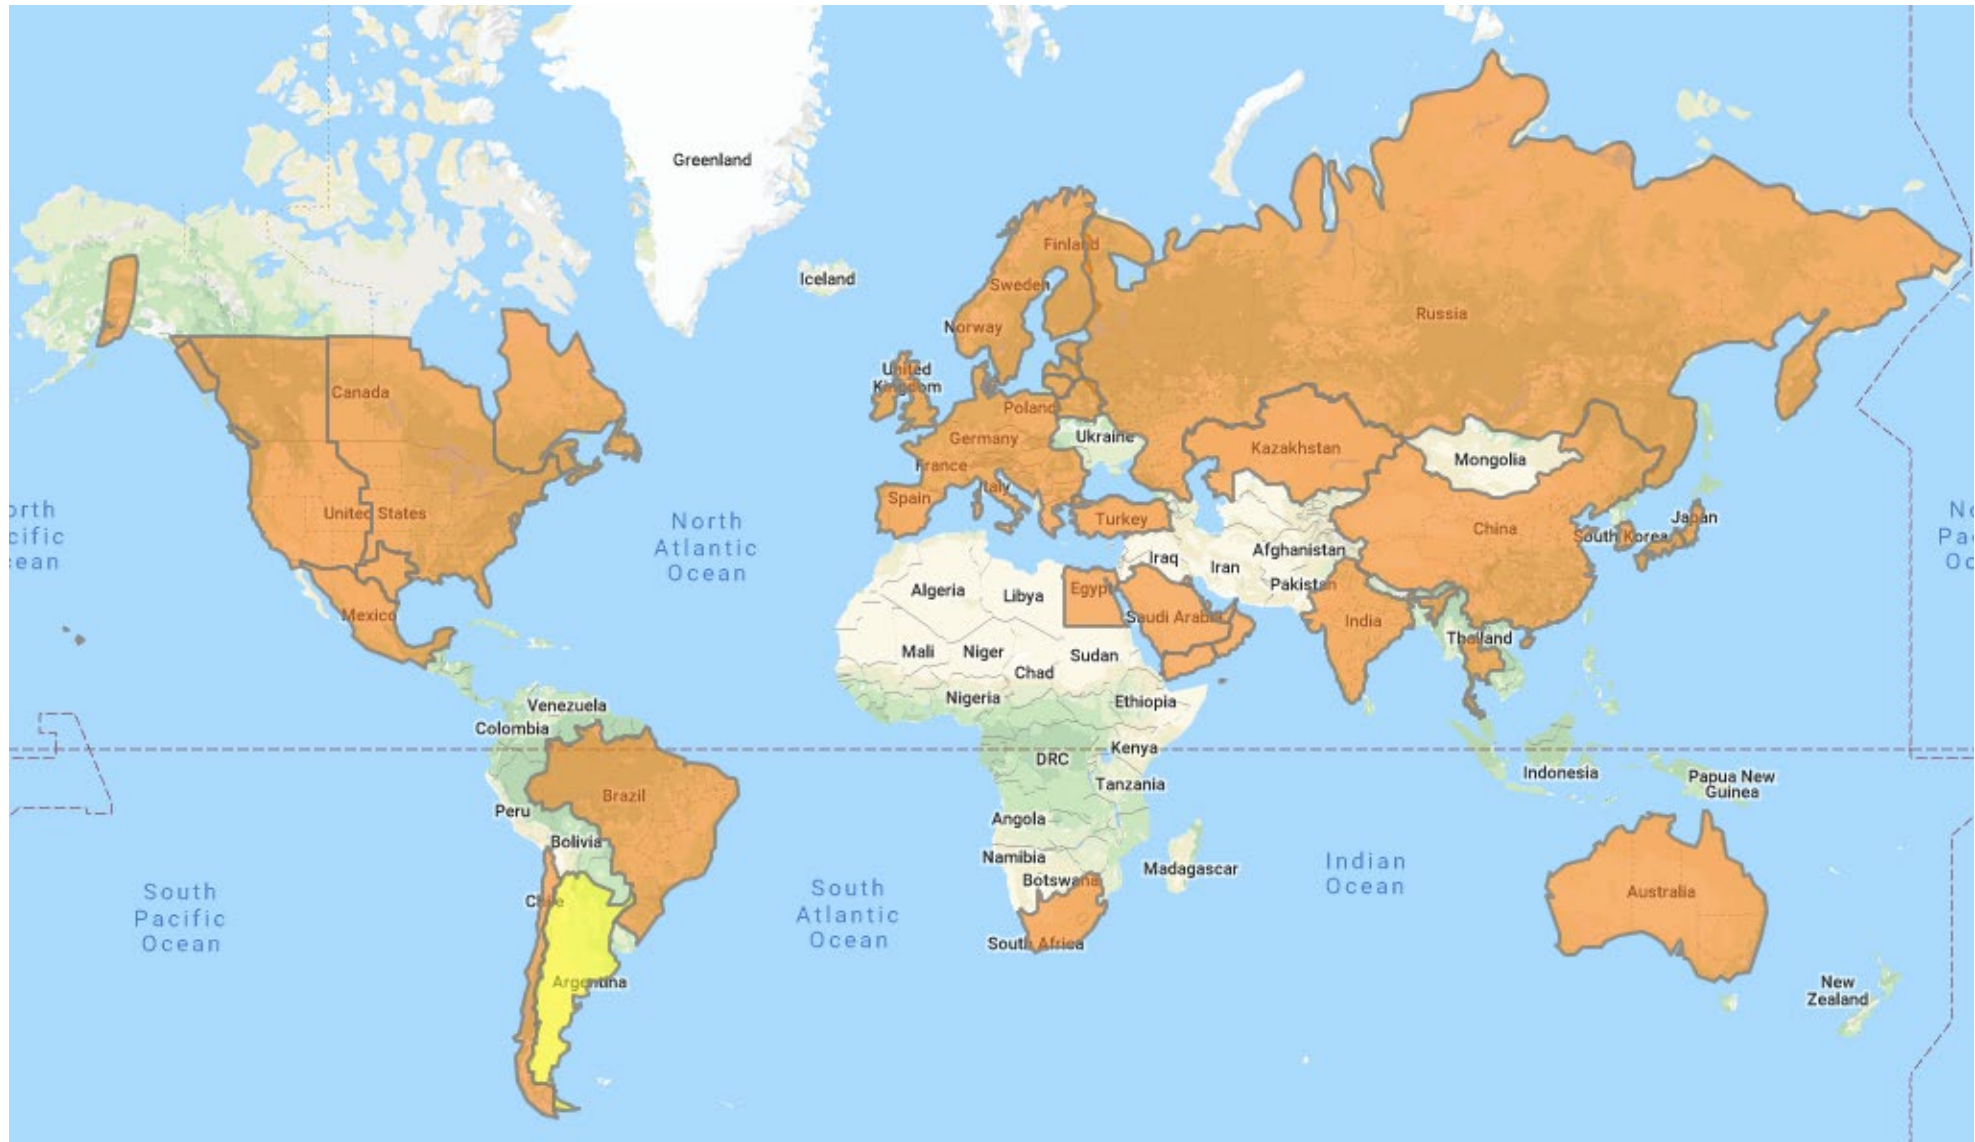 Greenland
Iceland
Finland
Sweden
Norway
Russia
United
Kingdom
Canada
Poland
Germany
Ukraine
France
Kazakhstan
Mongolia
Italy
Spain
United States
Turkey
China
Japan
South Korea
North
Atlantic
Ocean
orth
cific
ean
No
Pa
Oc
Iraq
Iran
Afghanistan
Pakistan
Algeria
Libya
Egypt
Saudi Arabia
India
Mexico
Thailand
Mali
Niger
Chad
Sudan
Nigeria
Ethiopia
Venezuela
Colombia
Kenya
DRC
Tanzania
Indonesia
Papua New
Guinea
Brazil
Peru
Angola
Bolivia
Namibia
Botswana
Madagascar
Indian
Ocean
Australia
South
Pacific
Ocean
Chile
South
Atlantic
Ocean
South Africa
Argentina
New
Zealand